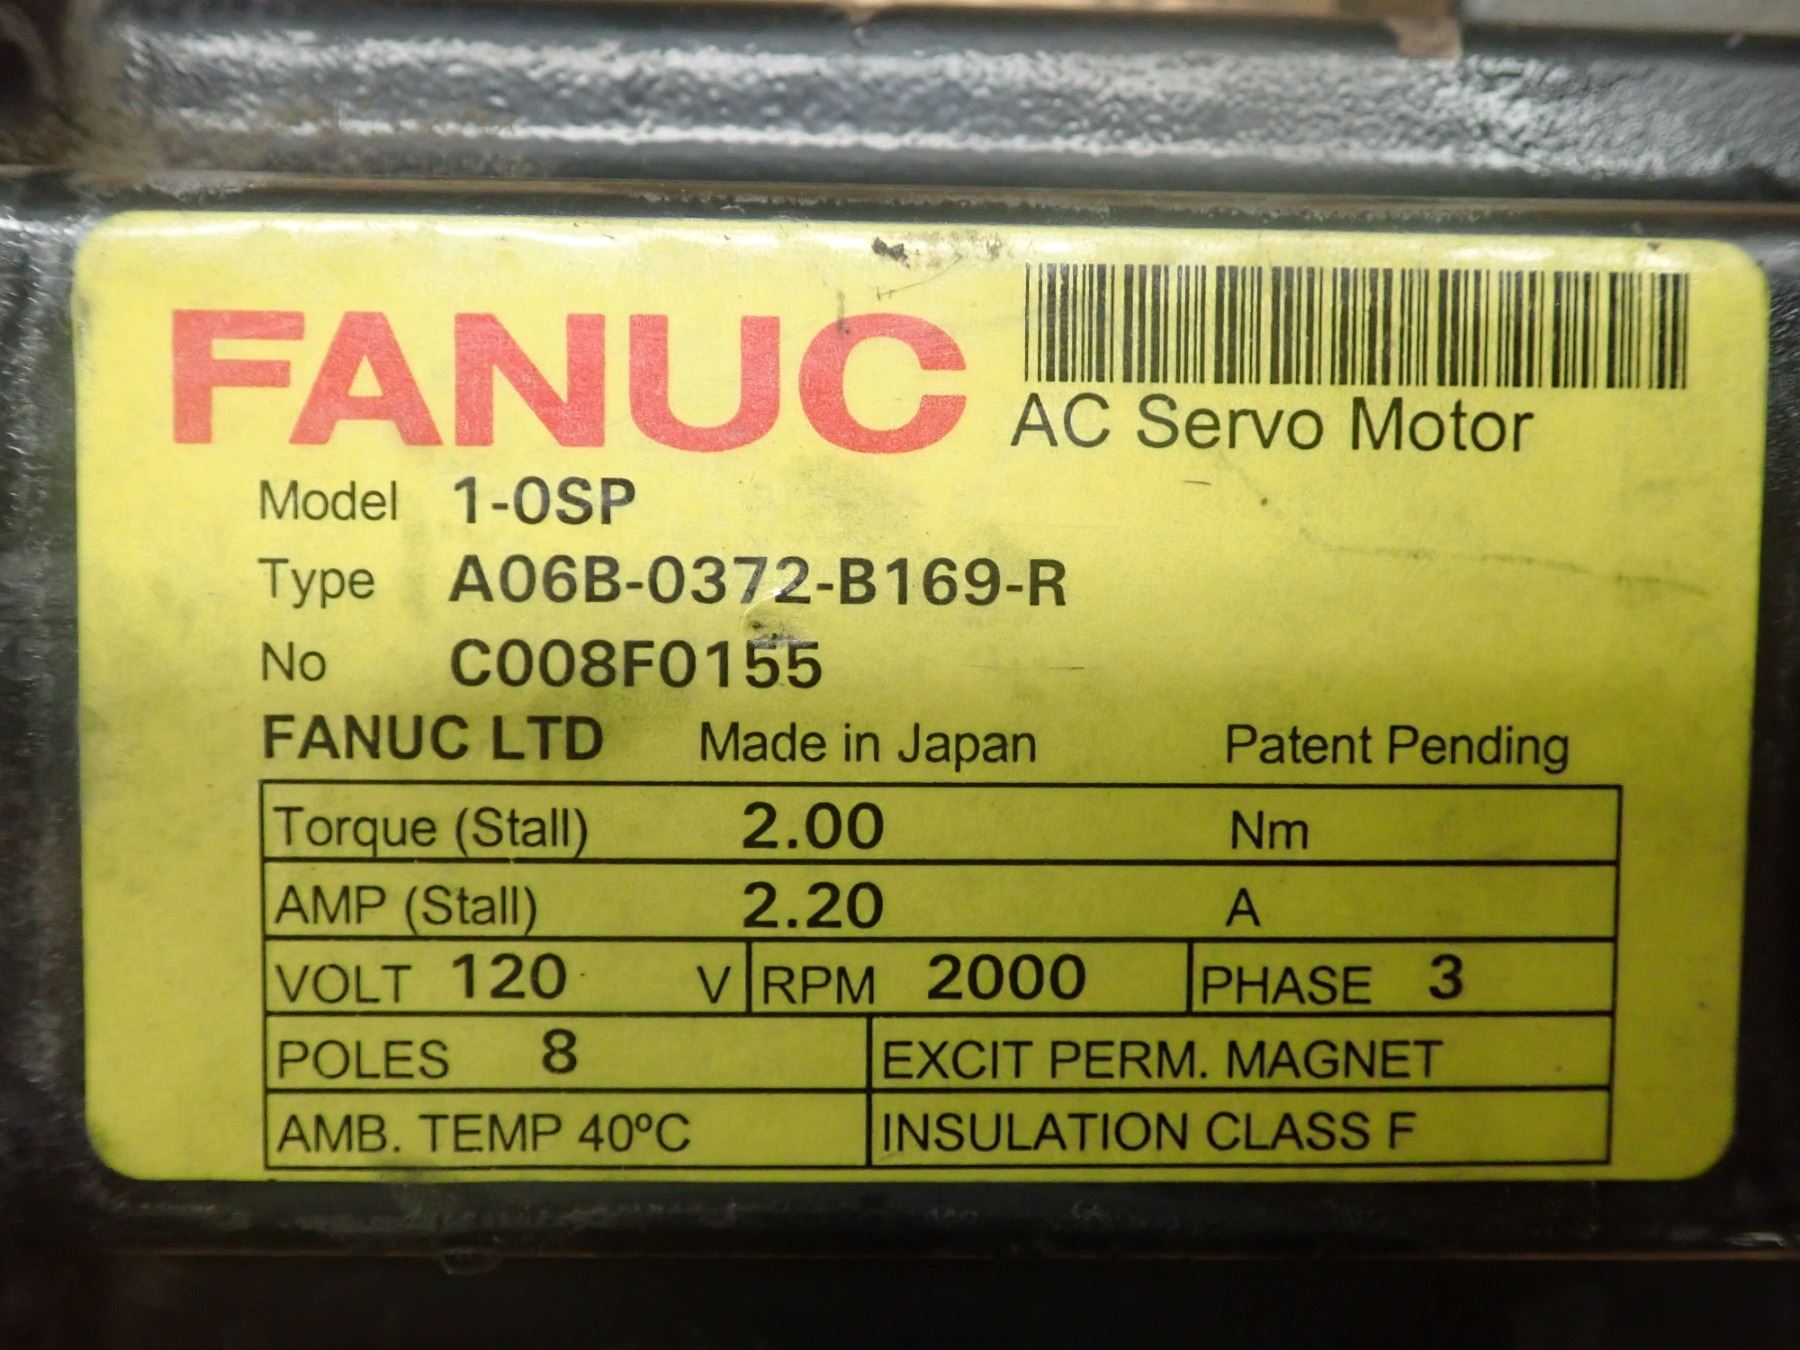 FANUC
AC Servo Motor
Model 1-0SP
Type A06B-0372-B169-R
No C008F0155
FANUC LTD Made in Japan Patent Pending
Torque (Stall) 2.00 Nm
AMP (Stall) 2.20 A
VOLT 120 V RPM 2000 PHASE 3
POLES 8 EXCIT PERM. MAGNET
AMB. TEMP 40ºC INSULATION CLASS F